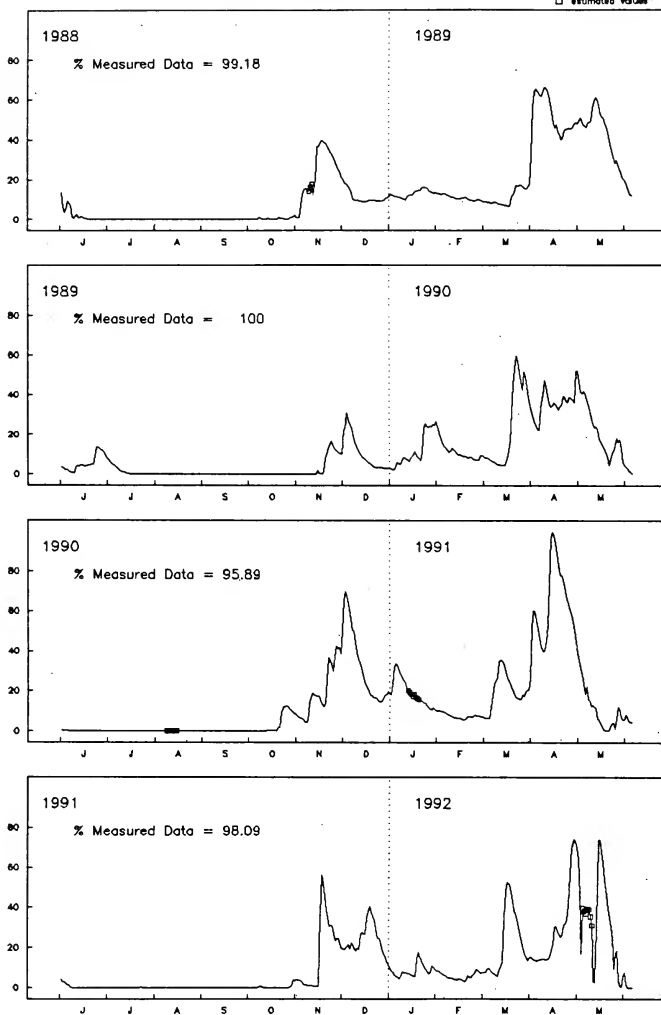 □ estimated values
1988 1989
% Measured Data = 99.18
80
60
40
20
0
J J A S O N D J F M A M
1989 1990
% Measured Data = 100
80
60
40
20
0
J J A S O N D J F M A M
1990 1991
% Measured Data = 95.89
80
60
40
20
0
J J A S O N D J F M A M
1991 1992
% Measured Data = 98.09
80
60
40
20
0
J J A S O N D J F M A M